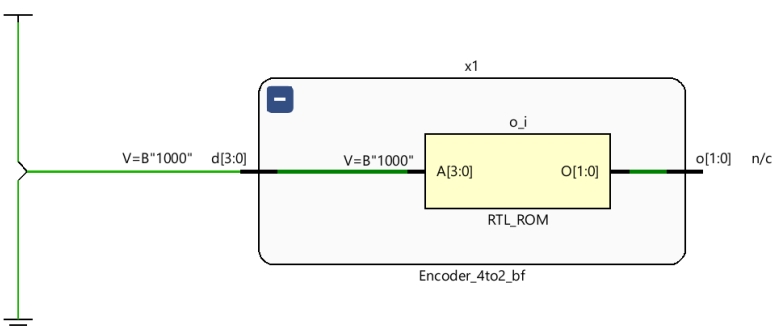 x1
o_i
V=B"1000" d[3:0] V=B"1000" A[3:0] O[1:0] o[1:0] n/c
RTL_ROM
Encoder_4to2_bf